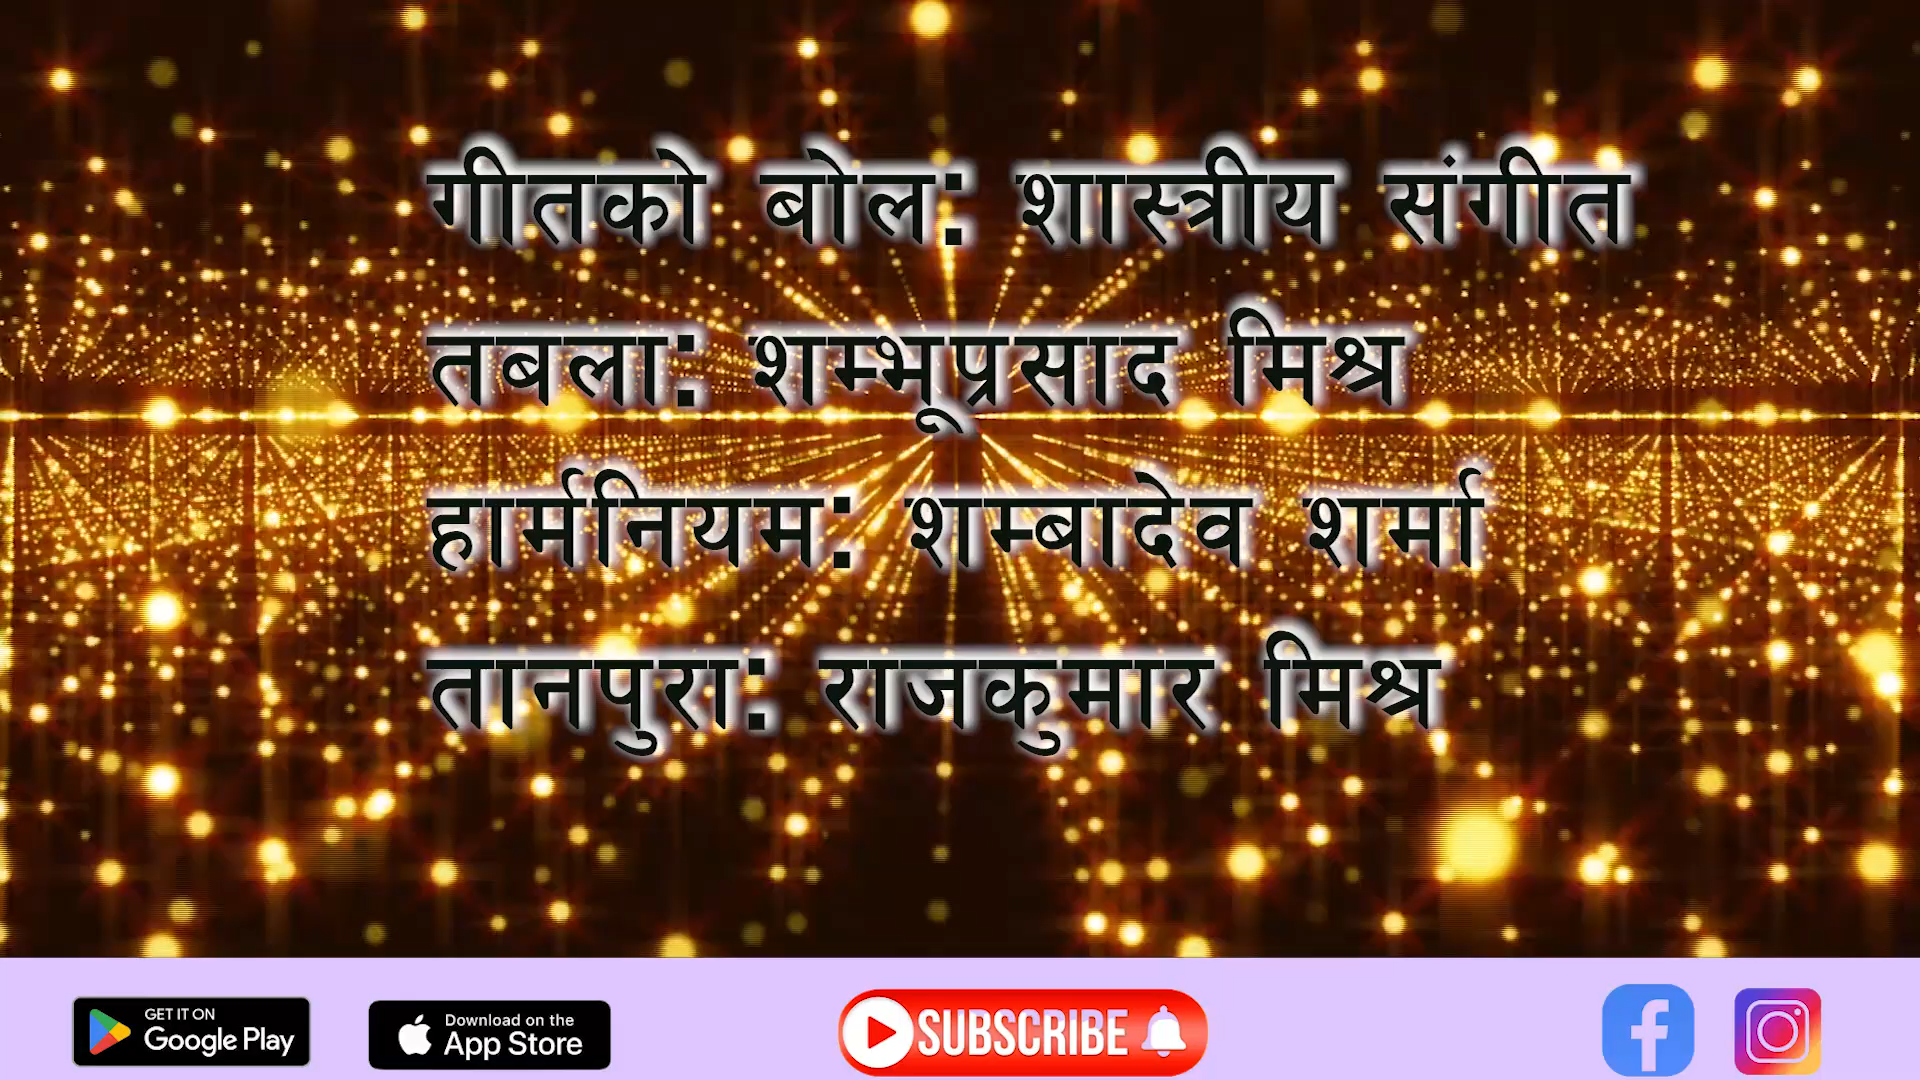 गीतको बोल: शास्त्रीय संगीत
तबला: शम्भूप्रसाद मिश्र
हार्मनियम: शम्बादेव शर्मा
तानपुरा: राजकुमार मिश्र
GET IT ON
Google Play
Download on the
App Store
SUBSCRIBE